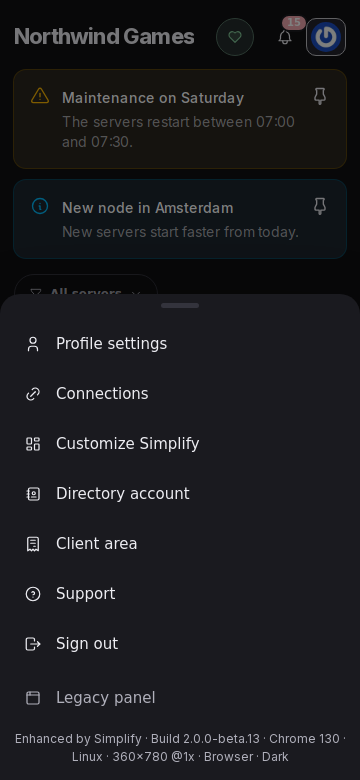 Northwind Games
15
Maintenance on Saturday
The servers restart between 07:00
and 07:30.
New node in Amsterdam
New servers start faster from today.
All servers
Profile settings
Connections
Customize Simplify
Directory account
Client area
Support
Sign out
Legacy panel
Enhanced by Simplify · Build 2.0.0-beta.13 · Chrome 130 ·
Linux · 360×780 @1x · Browser · Dark